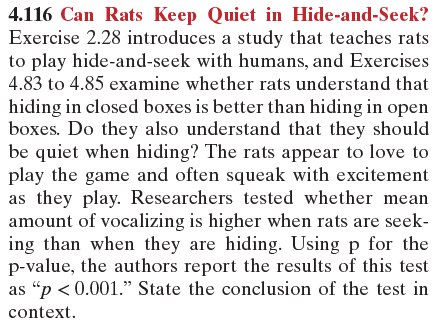 4.116 Can Rats Keep Quiet in Hide-and-Seek?
Exercise 2.28 introduces a study that teaches rats
to play hide-and-seek with humans, and Exercises
4.83 to 4.85 examine whether rats understand that
hiding in closed boxes is better than hiding in open
boxes. Do they also understand that they should
be quiet when hiding? The rats appear to love to
play the game and often squeak with excitement
as they play. Researchers tested whether mean
amount of vocalizing is higher when rats are seek-
ing than when they are hiding. Using p for the
p-value, the authors report the results of this test
as “p < 0.001.” State the conclusion of the test in
context.